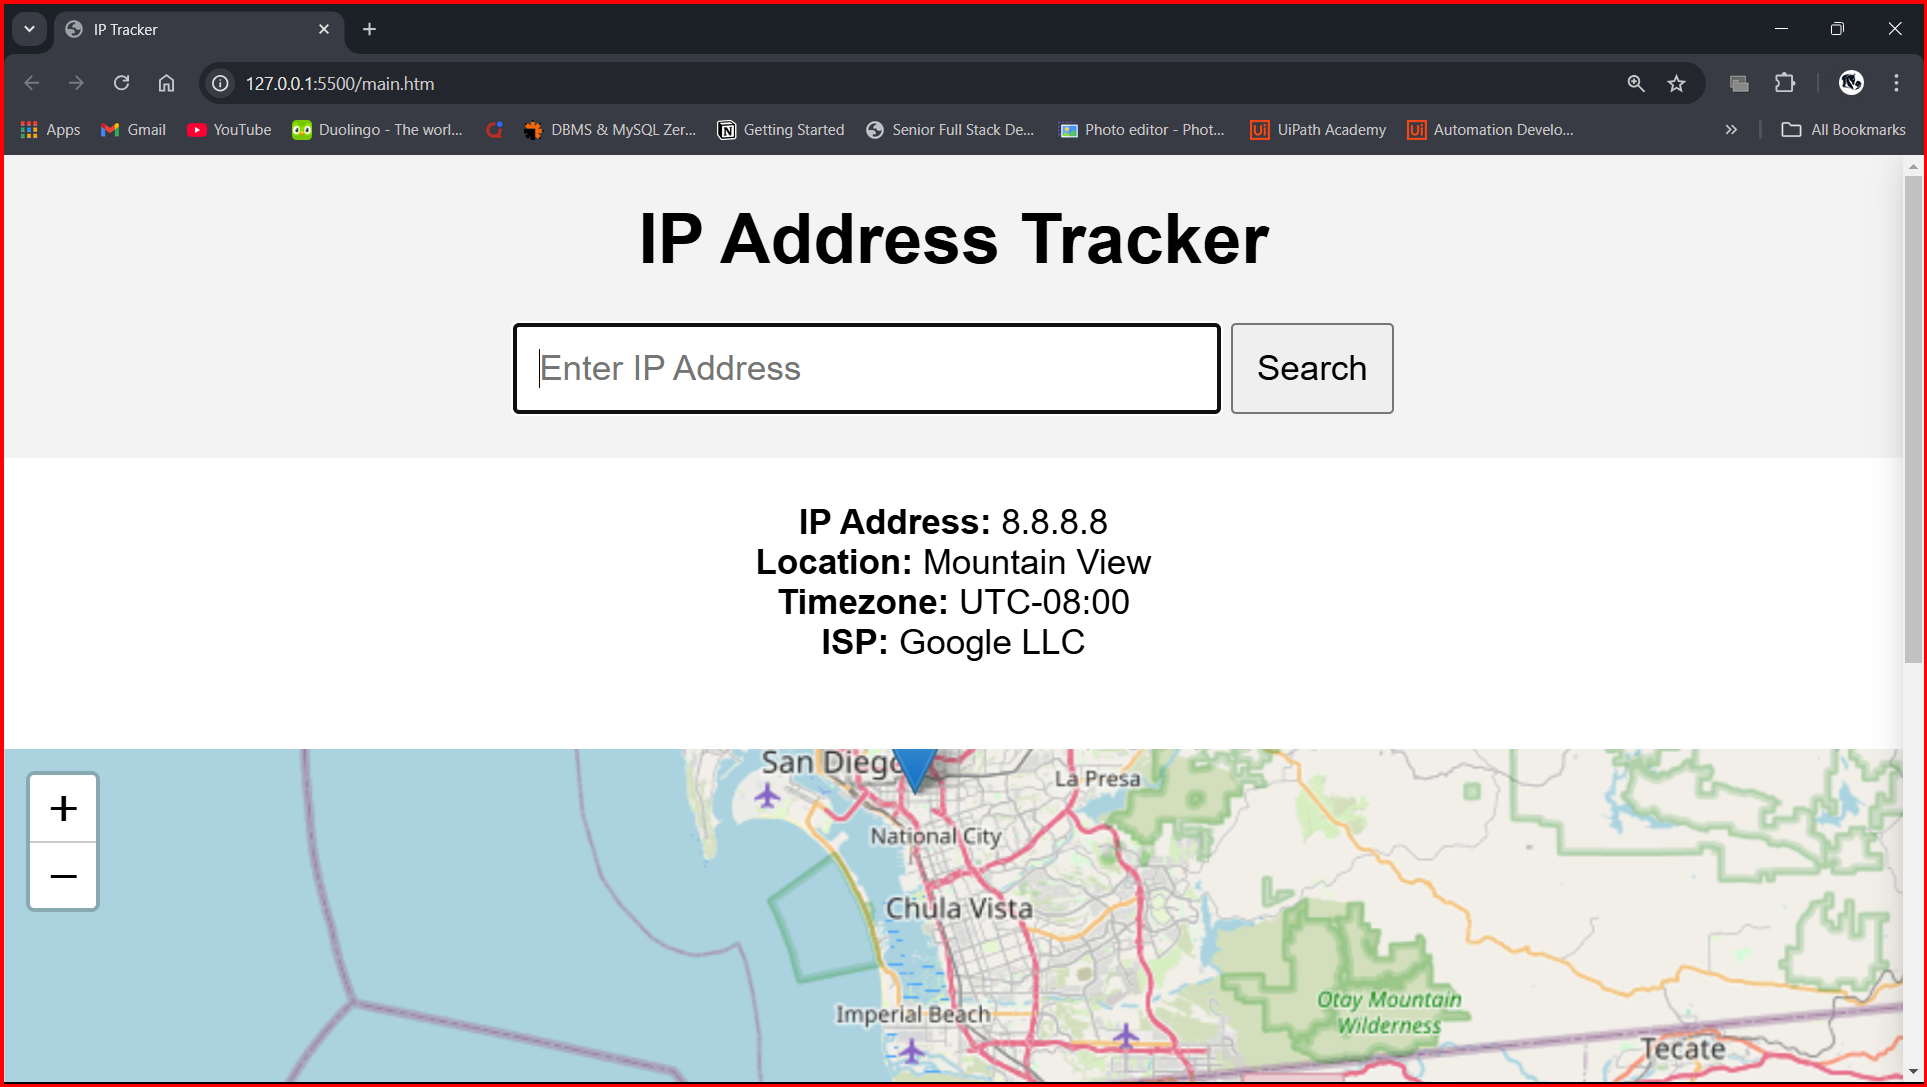 IP Tracker
127.0.0.1:5500/main.htm
Apps Gmail YouTube Duolingo - The worl... DBMS & MySQL Zer... Getting Started Senior Full Stack De... Photo editor - Phot... UiPath Academy Automation Develo... All Bookmarks
IP Address Tracker
Enter IP Address Search
IP Address: 8.8.8.8
Location: Mountain View
Timezone: UTC-08:00
ISP: Google LLC
San Diego
La Presa
+
National City
−
Chula Vista
Otay Mountain
Wilderness
Imperial Beach
Tecate